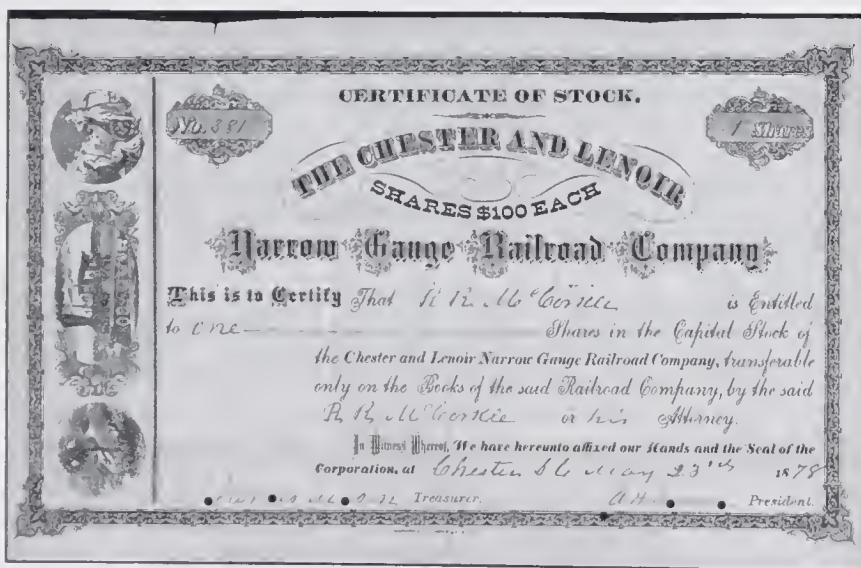 CERTIFICATE OF STOCK.
No. 381
1 Shares
THE CHESTER AND LENOIR
SHARES $100 EACH
Narrow Gauge Railroad Company
This is to Certify That R R McCorkle is Entitled
to one Shares in the Capital Stock of
the Chester and Lenoir Narrow Gauge Railroad Company, transferable
only on the Books of the said Railroad Company, by the said
R R McCorkle or his Attorney.
In Witness Whereof, We have hereunto affixed our Hands and the Seal of the
Corporation, at Chester S C May 23rd 1878
Treasurer. President.